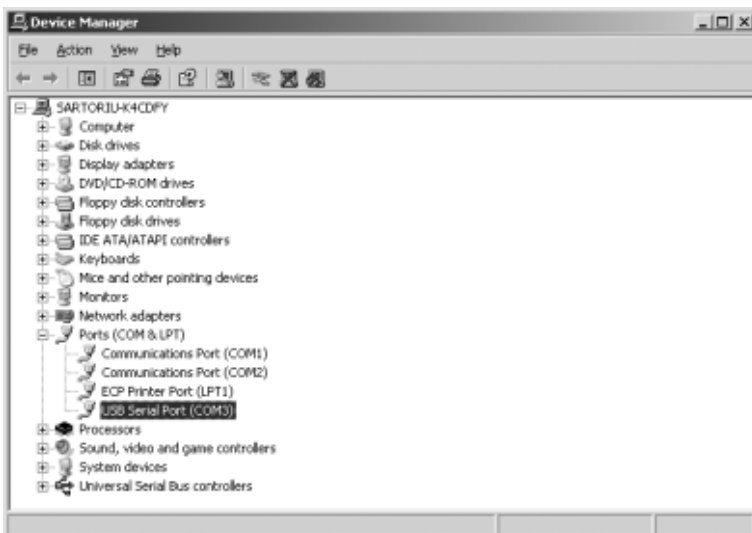 Device Manager
File Action View Help
SARTORIU-K4CDFY
Computer
Disk drives
Display adapters
DVD/CD-ROM drives
Floppy disk controllers
Floppy disk drives
IDE ATA/ATAPI controllers
Keyboards
Mice and other pointing devices
Monitors
Network adapters
Ports (COM & LPT)
Communications Port (COM1)
Communications Port (COM2)
ECP Printer Port (LPT1)
USB Serial Port (COM3)
Processors
Sound, video and game controllers
System devices
Universal Serial Bus controllers